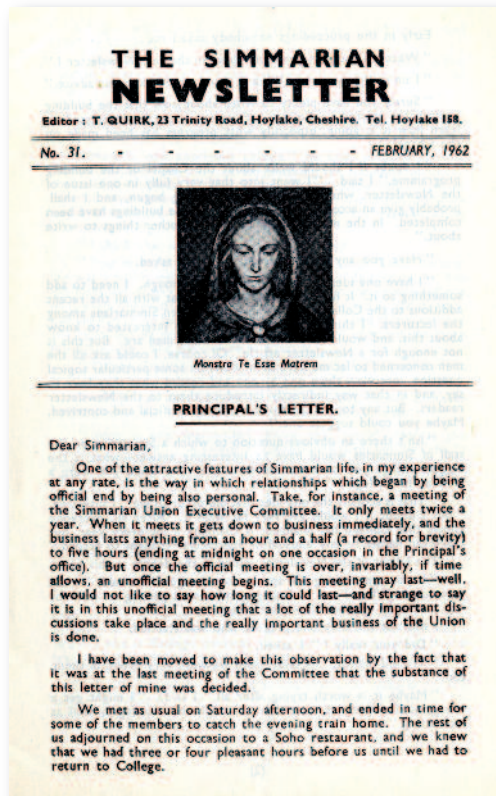 THE SIMMARIAN
NEWSLETTER
Editor : T. QUIRK, 23 Trinity Road, Hoylake, Cheshire. Tel. Hoylake 158.
No. 31. - - - - - - FEBRUARY, 1962
Monstra Te Esse Matrem
PRINCIPAL'S LETTER.
Dear Simmarian,
One of the attractive features of Simmarian life, in my experience
at any rate, is the way in which relationships which began by being
official end by being also personal. Take, for instance, a meeting of
the Simmarian Union Executive Committee. It only meets twice a
year. When it meets it gets down to business immediately, and the
business lasts anything from an hour and a half (a record for brevity)
to five hours (ending at midnight on one occasion in the Principal's
office). But once the official meeting is over, invariably, if time
allows, an unofficial meeting begins. This meeting may last—well,
I would not like to say how long it could last—and strange to say
it is in this unofficial meeting that a lot of the really important dis-
cussions take place and the really important business of the Union
is done.
I have been moved to make this observation by the fact that
it was at the last meeting of the Committee that the substance of
this letter of mine was decided.
We met as usual on Saturday afternoon, and ended in time for
some of the members to catch the evening train home. The rest of
us adjourned on this occasion to a Soho restaurant, and we knew
that we had three or four pleasant hours before us until we had to
return to College.